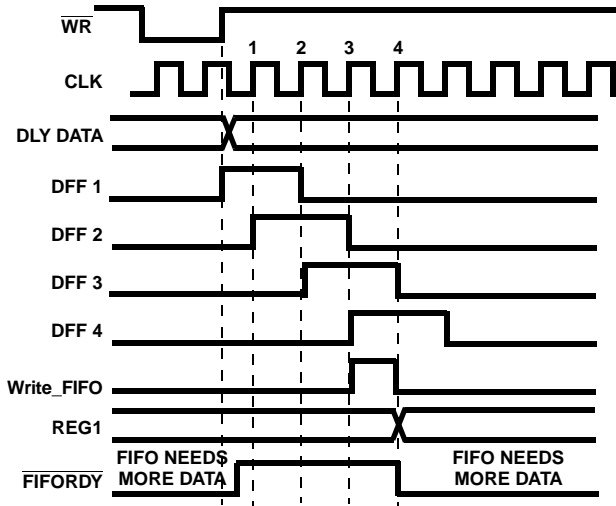 WR
1 2 3 4
CLK
DLY DATA
DFF 1
DFF 2
DFF 3
DFF 4
Write_FIFO
REG1
FIFO NEEDS FIFO NEEDS
FIFORDY MORE DATA MORE DATA